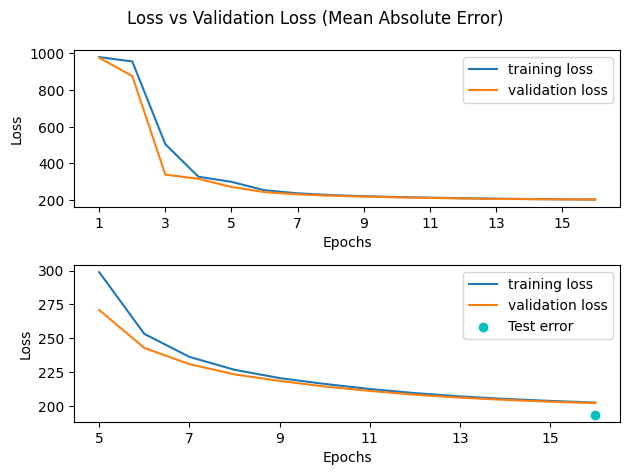 Loss vs Validation Loss (Mean Absolute Error)
1000
800
600
400
200
Loss
training loss
validation loss
1 3 5 7 9 11 13 15
Epochs
300
275
250
225
200
Loss
training loss
validation loss
Test error
5 7 9 11 13 15
Epochs